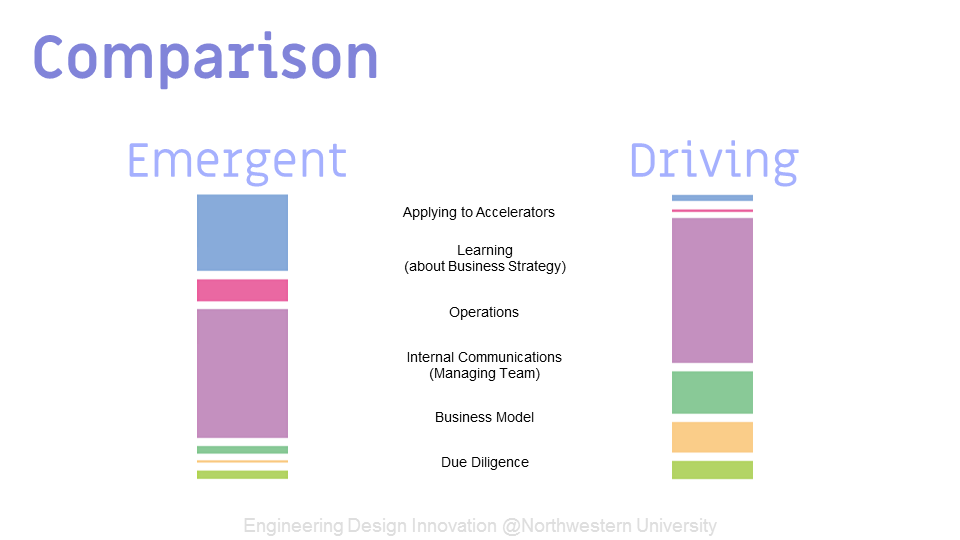 Comparison
Emergent
Driving
Applying to Accelerators
Learning
(about Business Strategy)
Operations
Internal Communications
(Managing Team)
Business Model
Due Diligence
Engineering Design Innovation @Northwestern University